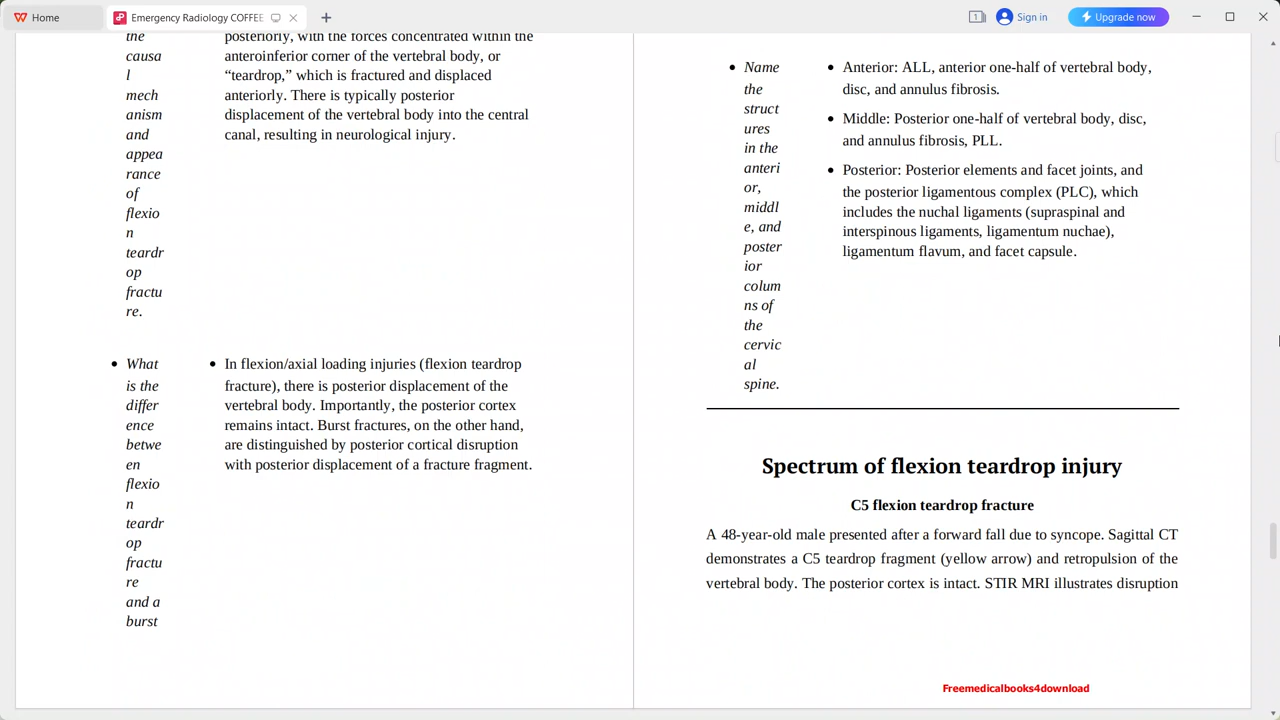 Home
Emergency Radiology COFFEE
Sign in
Upgrade now
the
causa
l
mech
anism
and
appea
rance
of
flexio
n
teardr
op
fractu
re.
posteriorly, with the forces concentrated within the
anteroinferior corner of the vertebral body, or
“teardrop,” which is fractured and displaced
anteriorly. There is typically posterior
displacement of the vertebral body into the central
canal, resulting in neurological injury.
• What
is the
differ
ence
betwe
en
flexio
n
teardr
op
fractu
re
and a
burst
• In flexion/axial loading injuries (flexion teardrop
fracture), there is posterior displacement of the
vertebral body. Importantly, the posterior cortex
remains intact. Burst fractures, on the other hand,
are distinguished by posterior cortical disruption
with posterior displacement of a fracture fragment.
• Name
the
struct
ures
in the
anteri
or,
middl
e, and
poster
ior
colum
ns of
the
cervic
al
spine.
• Anterior: ALL, anterior one-half of vertebral body,
disc, and annulus fibrosis.
• Middle: Posterior one-half of vertebral body, disc,
and annulus fibrosis, PLL.
• Posterior: Posterior elements and facet joints, and
the posterior ligamentous complex (PLC), which
includes the nuchal ligaments (supraspinal and
interspinous ligaments, ligamentum nuchae),
ligamentum flavum, and facet capsule.
Spectrum of flexion teardrop injury
C5 flexion teardrop fracture
A 48-year-old male presented after a forward fall due to syncope. Sagittal CT
demonstrates a C5 teardrop fragment (yellow arrow) and retropulsion of the
vertebral body. The posterior cortex is intact. STIR MRI illustrates disruption
Freemedicalbooks4download